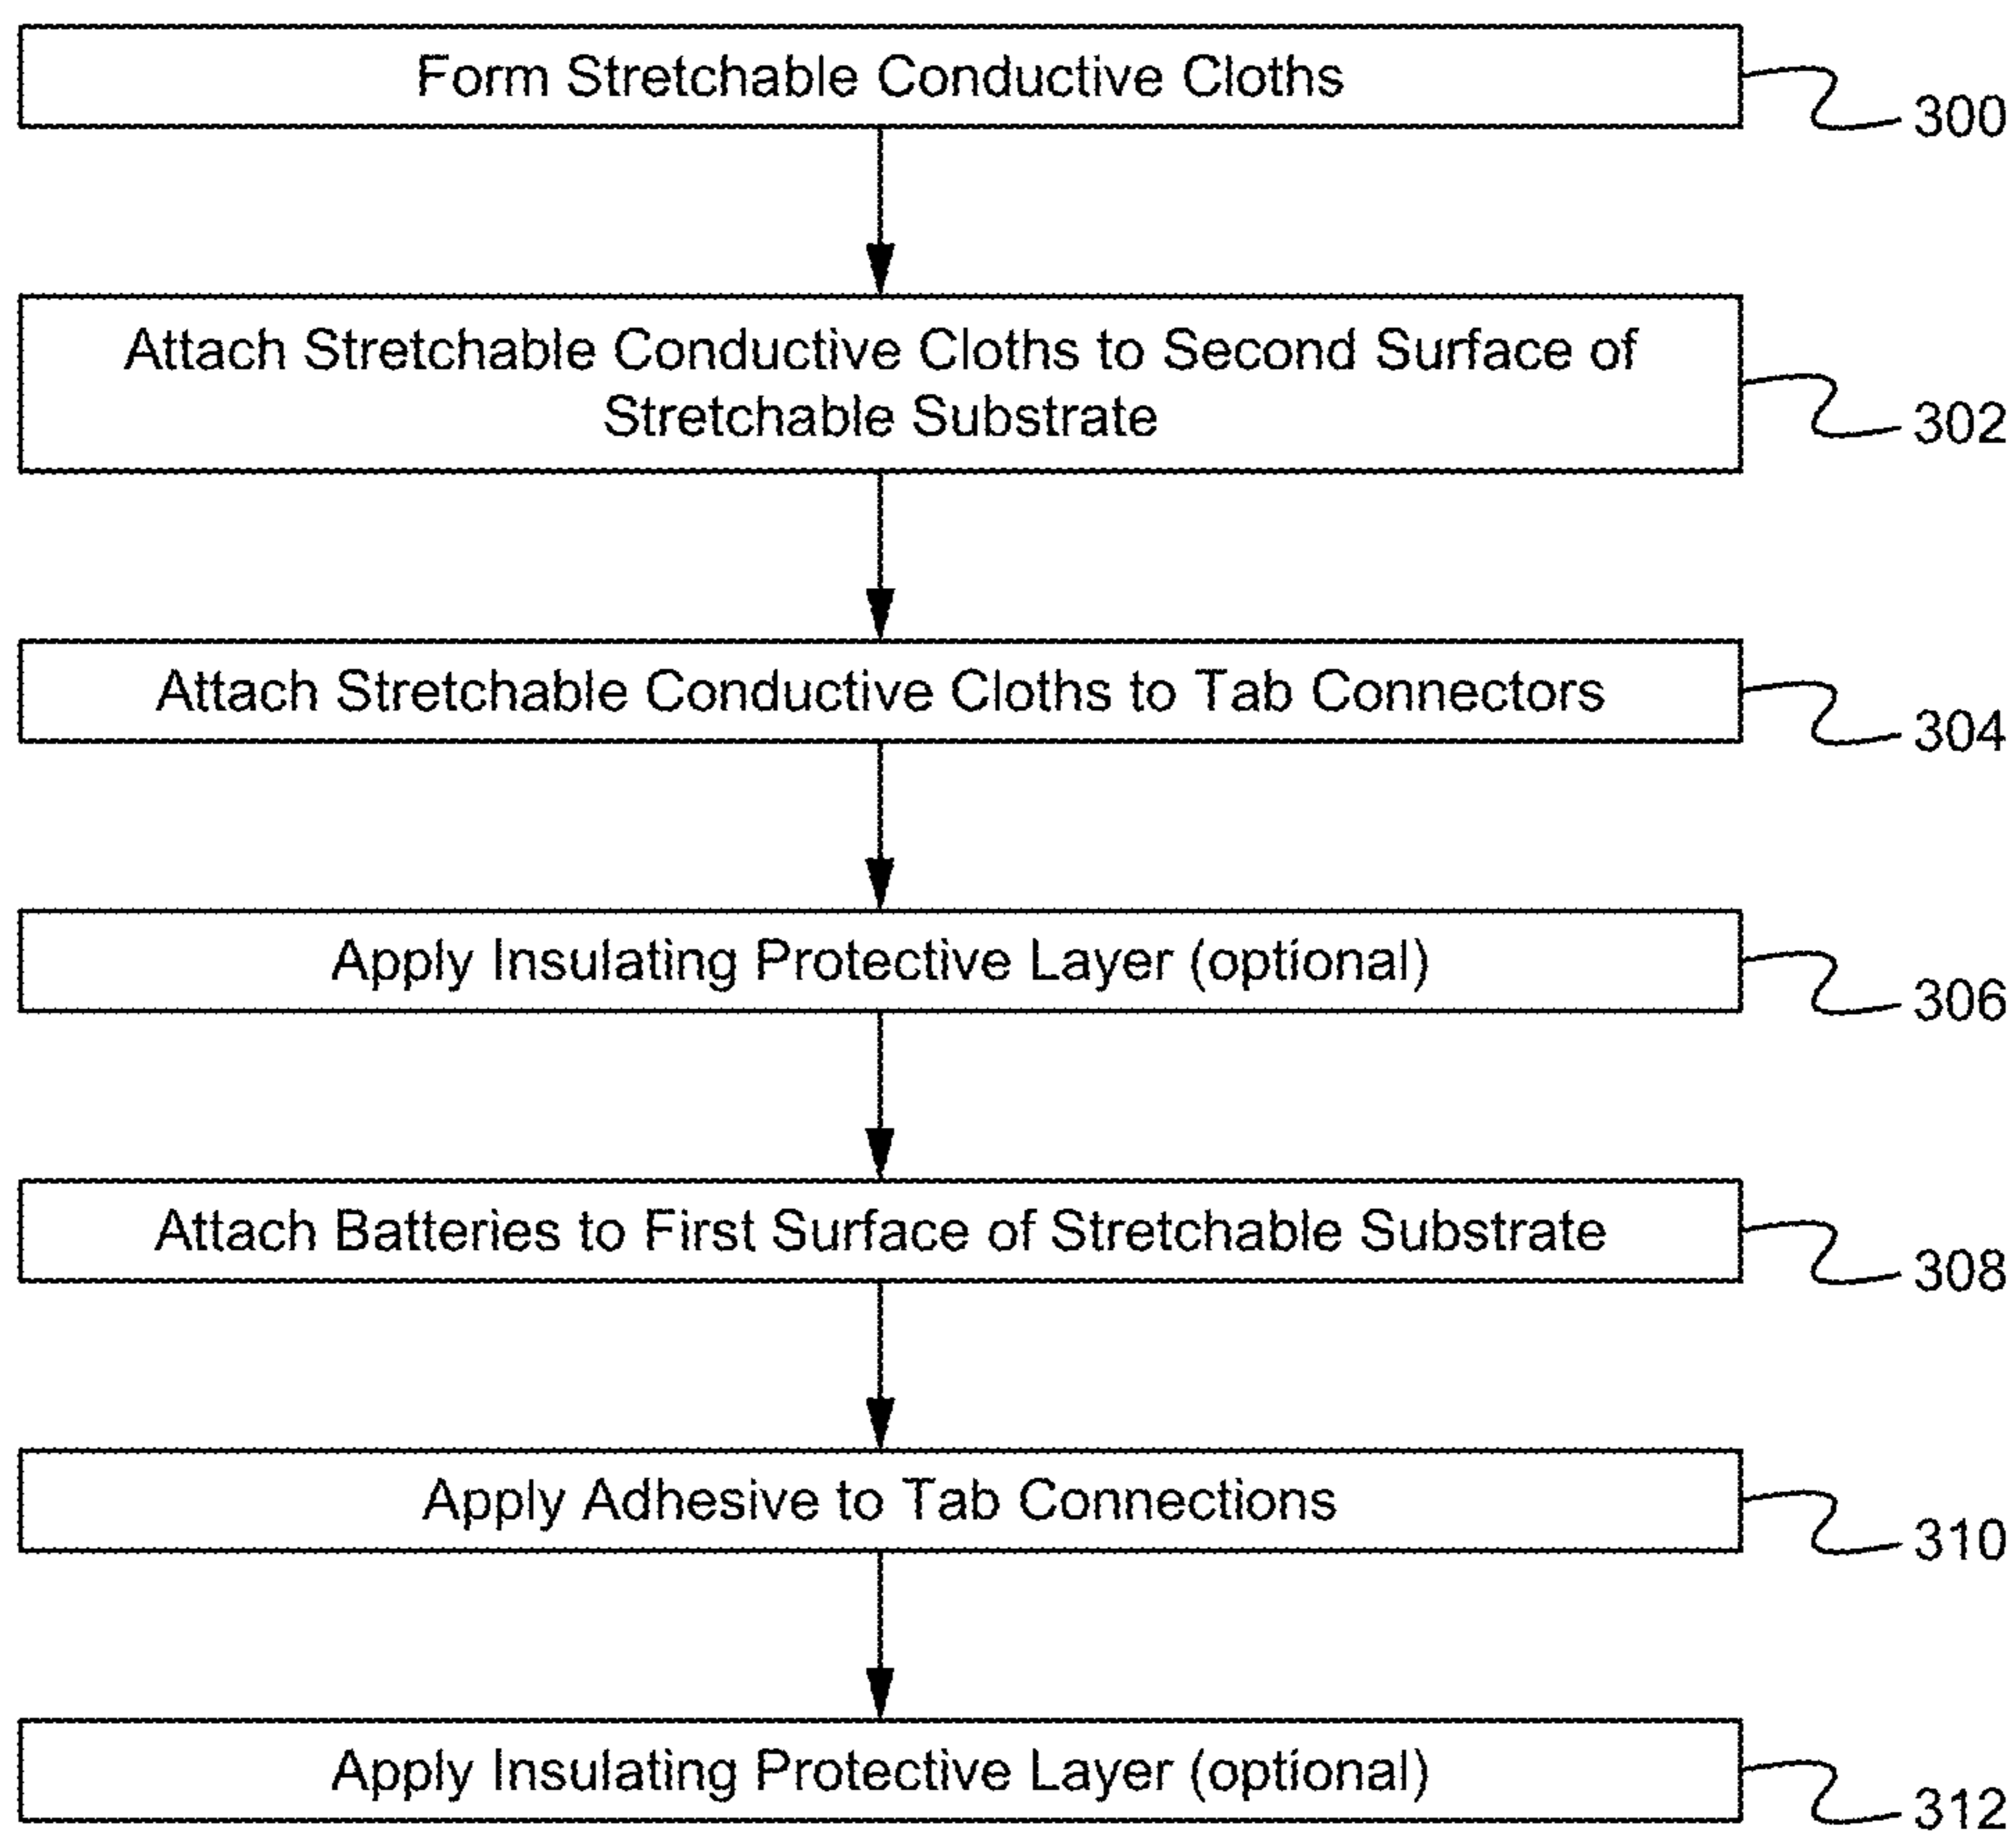 Form Stretchable Conductive Cloths
300
Attach Stretchable Conductive Cloths to Second Surface of
Stretchable Substrate
302
Attach Stretchable Conductive Cloths to Tab Connectors
304
Apply Insulating Protective Layer (optional)
306
Attach Batteries to First Surface of Stretchable Substrate
308
Apply Adhesive to Tab Connections
310
Apply Insulating Protective Layer (optional)
312